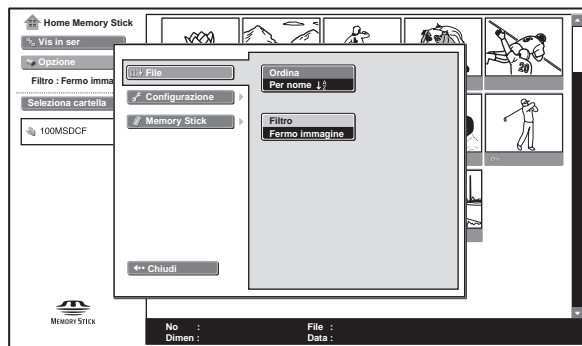 Home Memory Stick
Vis in ser
Opzione
Filtro : Fermo imma
Seleziona cartella
100MSDCF
MEMORY STICK
File
Configurazione
Memory Stick
Chiudi
Ordina
Per nome ↓A Z
Filtro
Fermo immagine
20
No :
File :
Dimen :
Data :